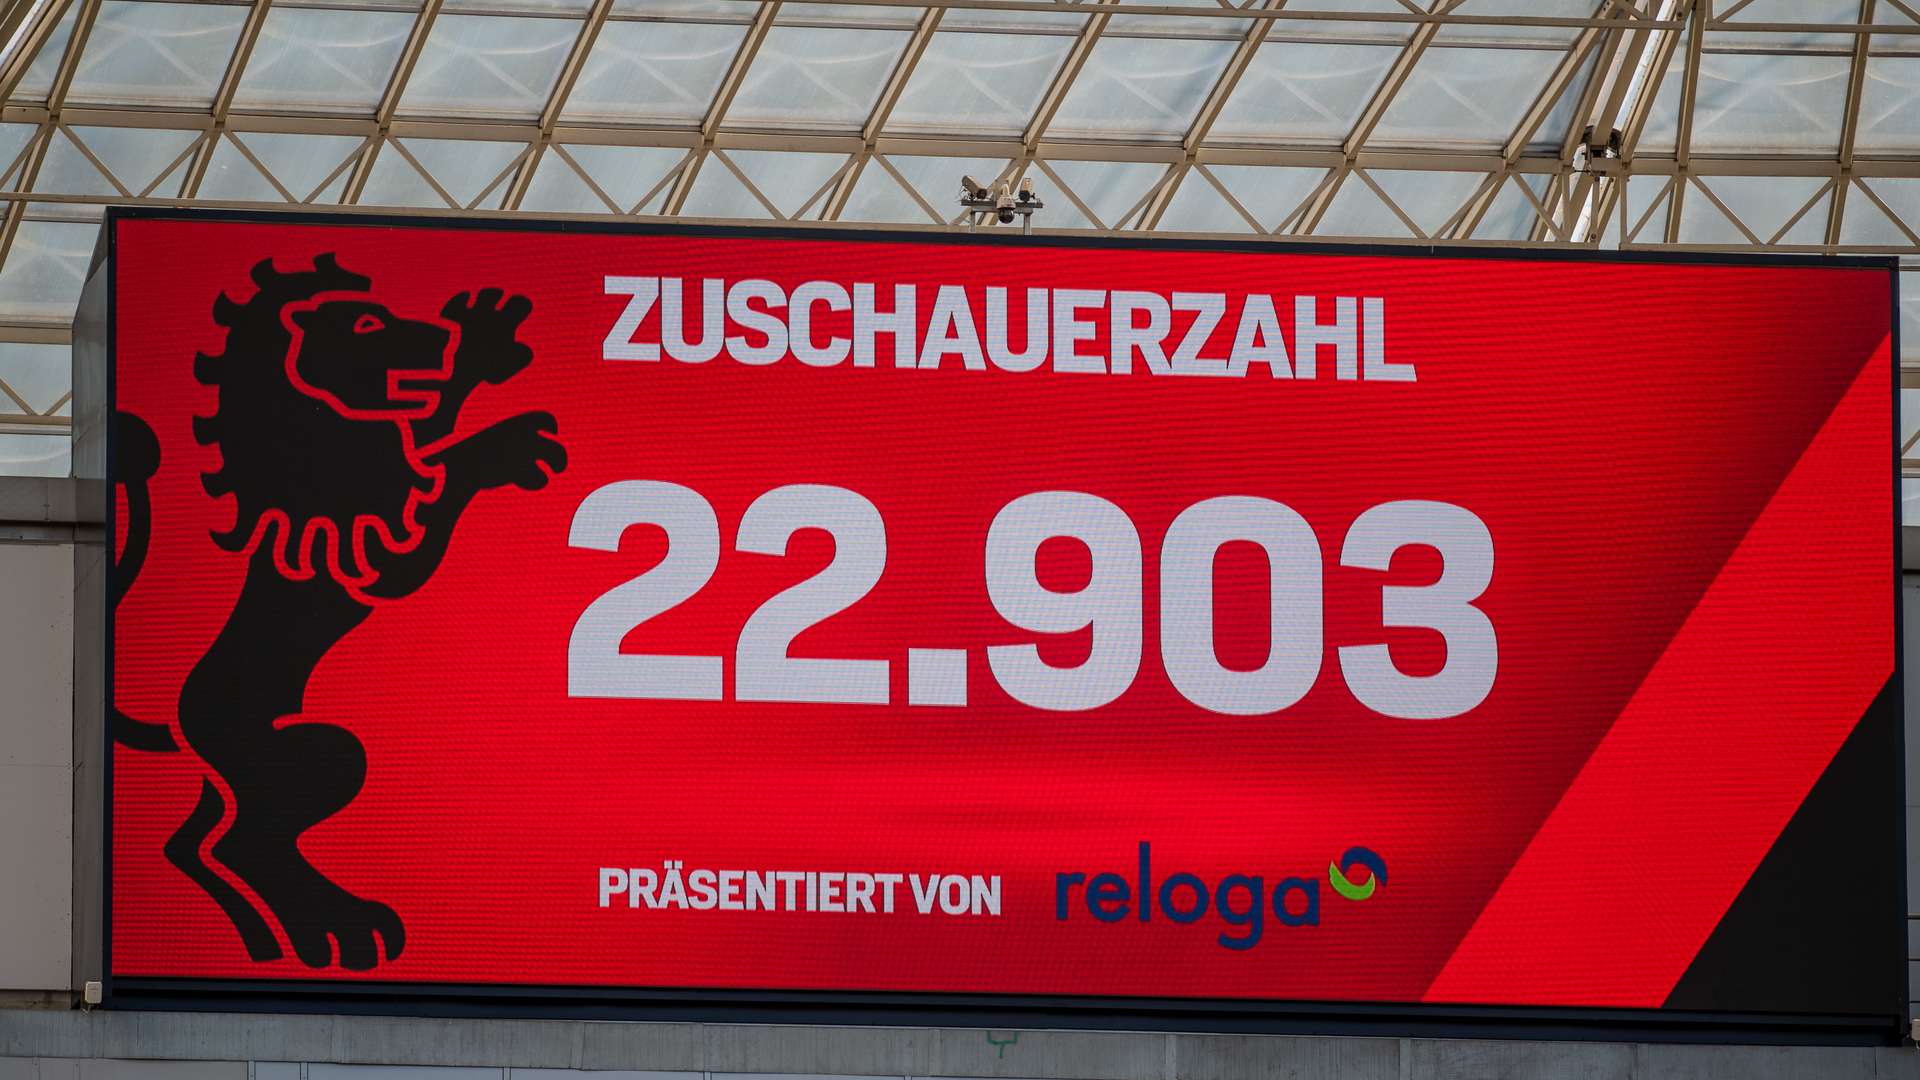 ZUSCHAUERZAHL
22.903
PRÄSENTIERT VON reloga